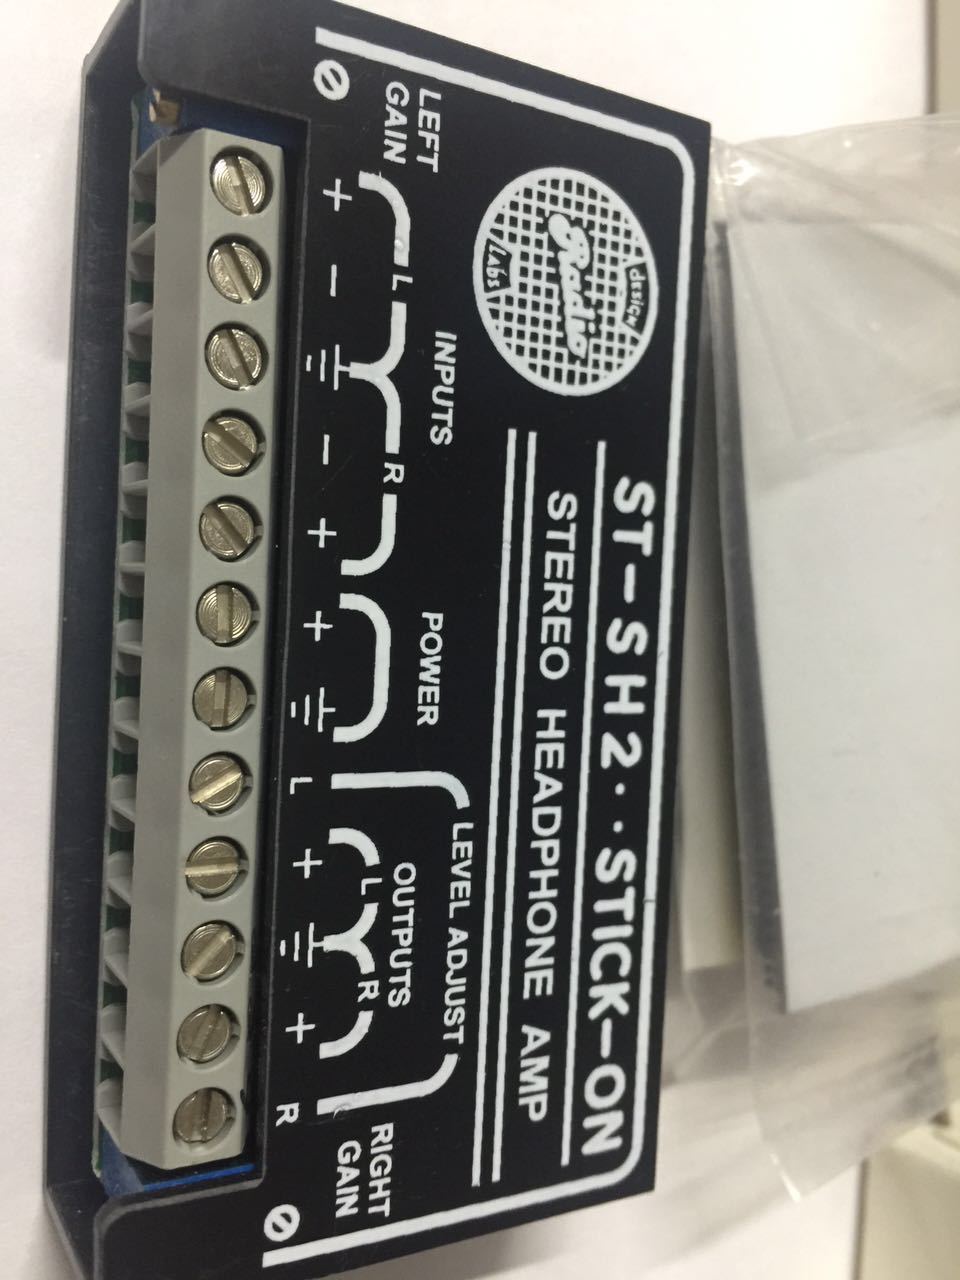 design
Radio
labs
ST-SH2··STICK-ON
STEREO HEADPHONE AMP
INPUTS
POWER
LEVEL ADJUST
OUTPUTS
LEFT
GAIN
L
R
L
R
RIGHT
GAIN
+ - - + + L + + R